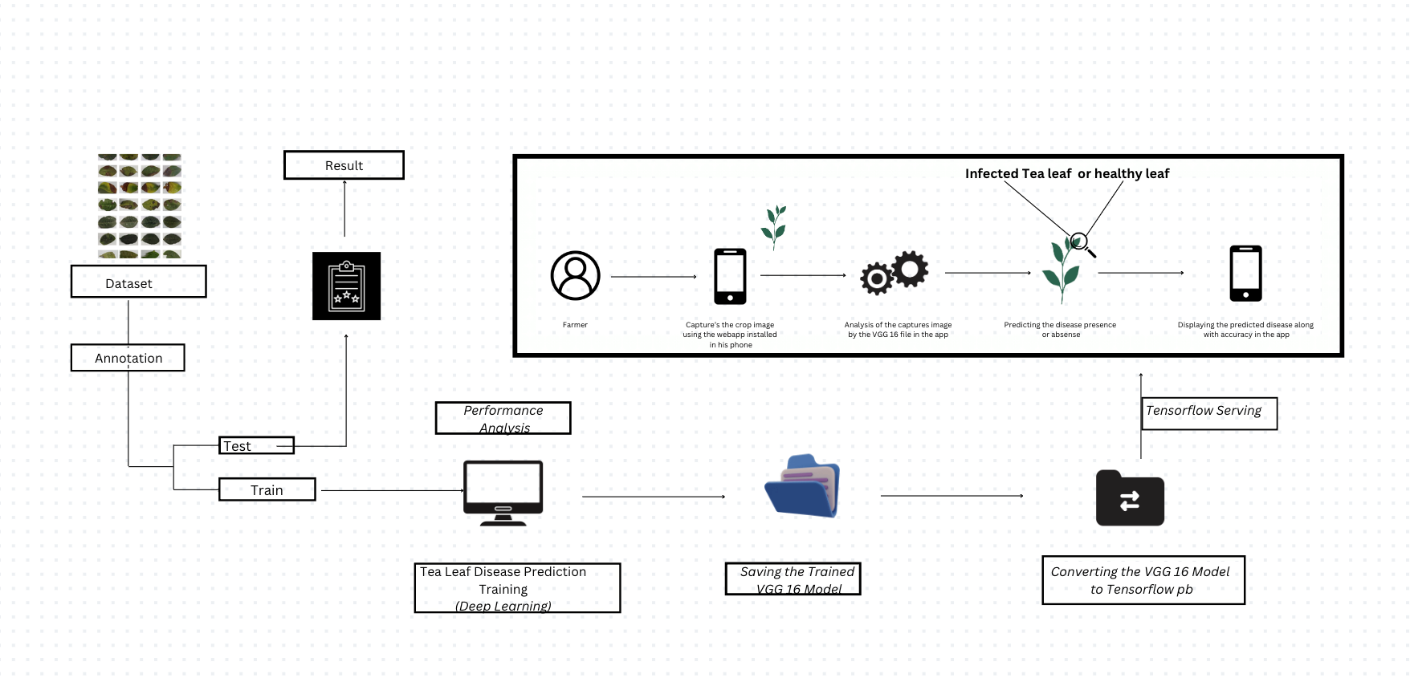 Dataset
Annotation
Result
Test
Train
Performance
Analysis
Tea Leaf Disease Prediction
Training
(Deep Learning)
Saving the Trained
VGG 16 Model
Converting the VGG 16 Model
to Tensorflow pb
Tensorflow Serving
Infected Tea leaf  or healthy leaf
Farmer
Capture's the crop image
using the webapp installed
in his phone
Analysis of the captures image
by the VGG 16 file in the app
Predicting the disease presence
or absense
Displaying the predicted disease along
with accuracy in the app